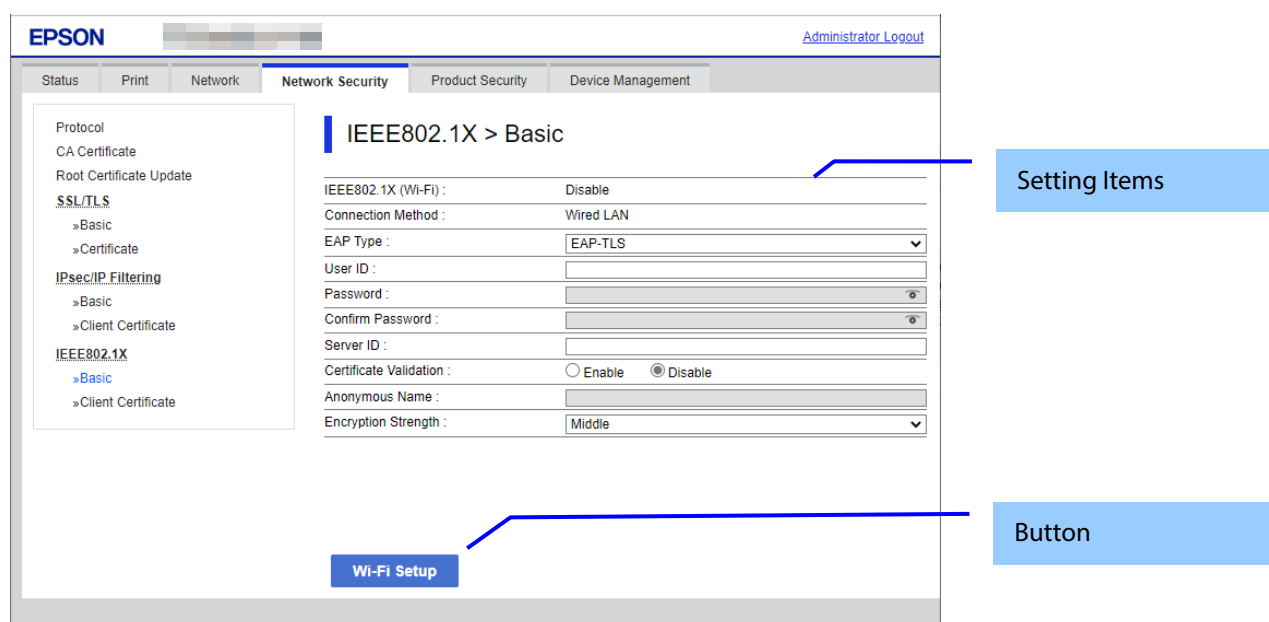 EPSON
Administrator Logout
Status Print Network Network Security Product Security Device Management
Protocol
CA Certificate
Root Certificate Update
SSL/TLS
»Basic
»Certificate
IPsec/IP Filtering
»Basic
»Client Certificate
IEEE802.1X
»Basic
»Client Certificate
IEEE802.1X > Basic
IEEE802.1X (Wi-Fi) : Disable
Connection Method : Wired LAN
EAP Type : EAP-TLS
User ID :
Password :
Confirm Password :
Server ID :
Certificate Validation : Enable Disable
Anonymous Name :
Encryption Strength : Middle
Wi-Fi Setup
Setting Items
Button